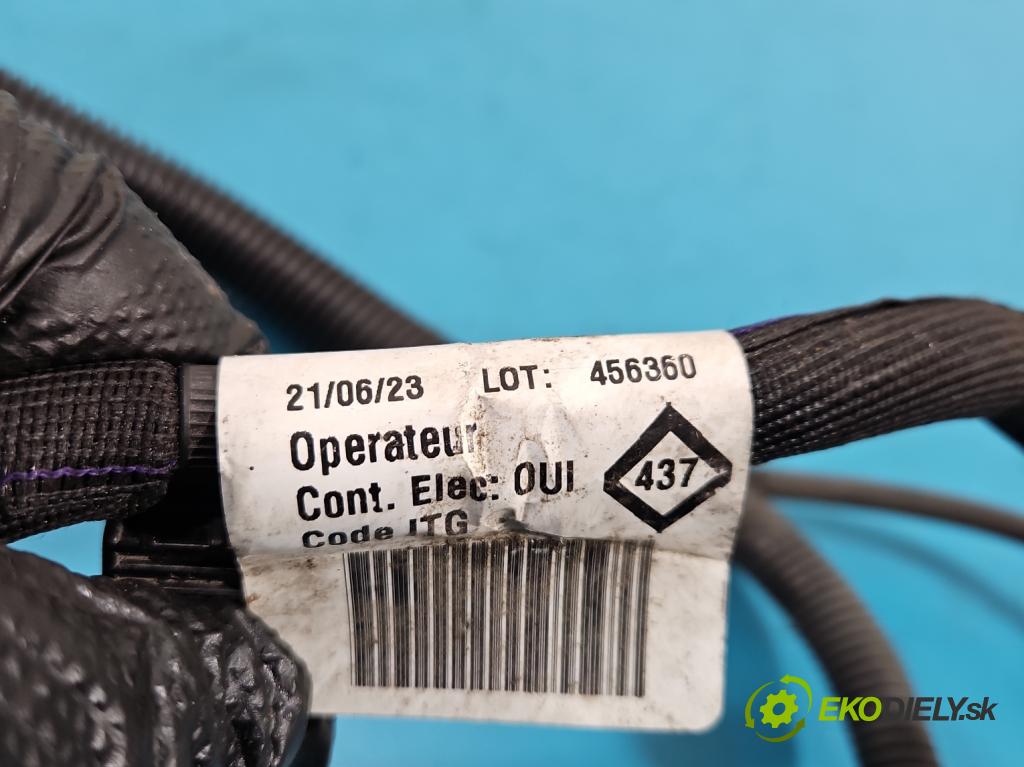 21/06/23 LOT: 456360
Operateur
Cont. Elec: OUI
437
Code ITG
EKODIELY.sk